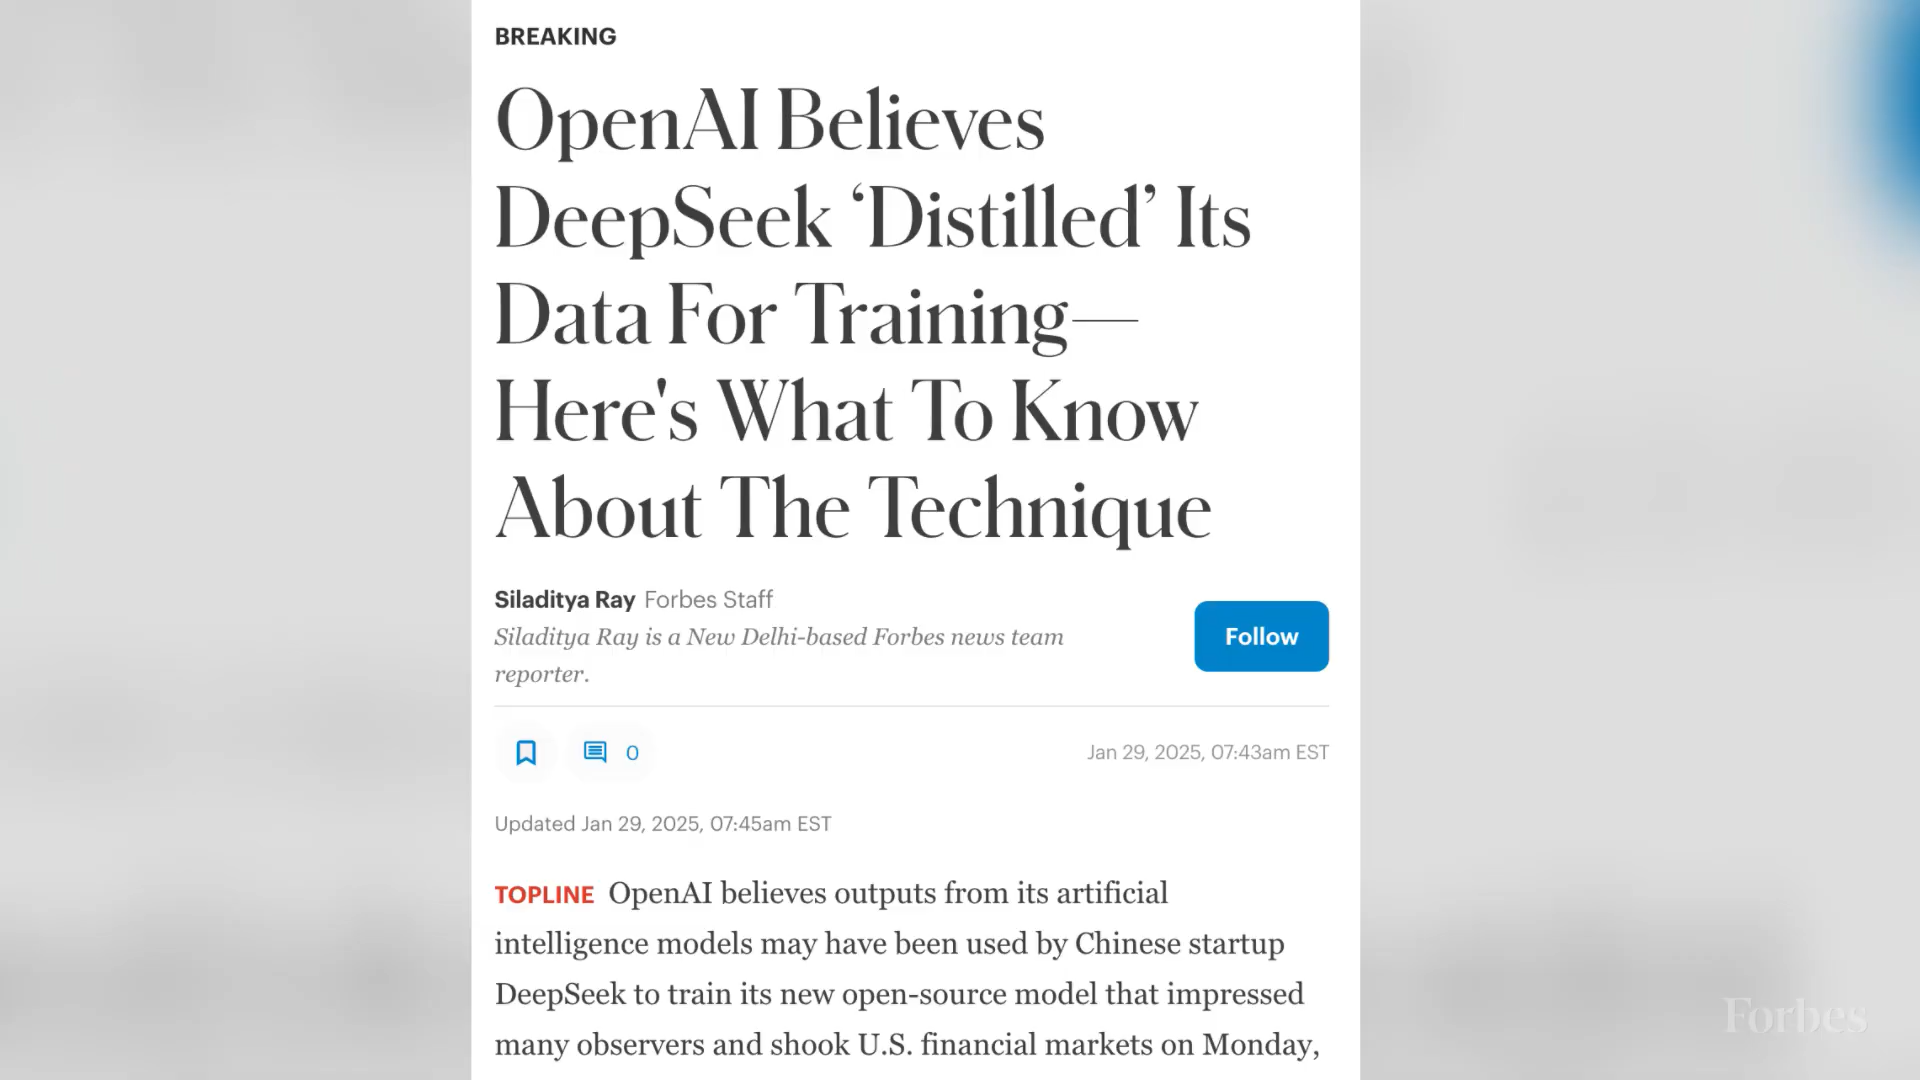 BREAKING
OpenAI Believes
DeepSeek ‘Distilled’ Its
Data For Training—
Here's What To Know
About The Technique
Siladitya Ray Forbes Staff
Siladitya Ray is a New Delhi-based Forbes news team
reporter.
Follow
0
Jan 29, 2025, 07:43am EST
Updated Jan 29, 2025, 07:45am EST
TOPLINE OpenAI believes outputs from its artificial
intelligence models may have been used by Chinese startup
DeepSeek to train its new open-source model that impressed
many observers and shook U.S. financial markets on Monday,
Forbes